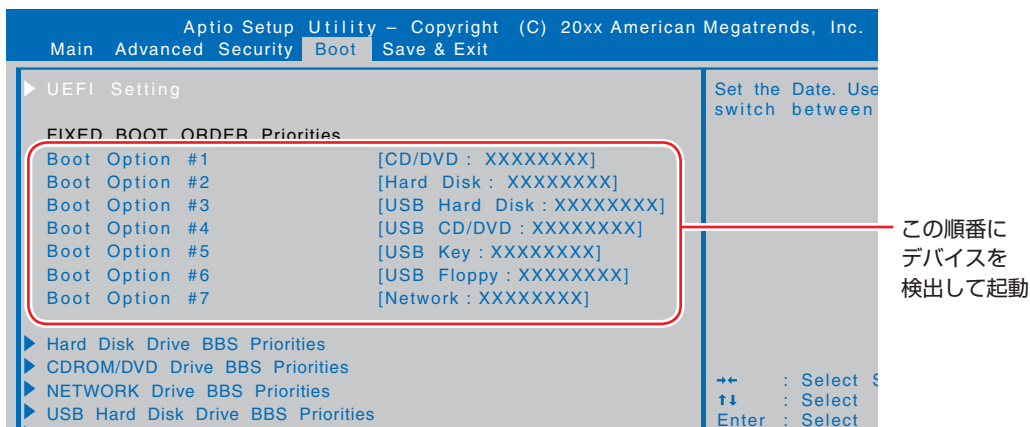 Aptio Setup Utility – Copyright (C) 20xx American Megatrends, Inc.
Main Advanced Security Boot Save & Exit
UEFI Setting
FIXED BOOT ORDER Priorities
Boot Option #1 [CD/DVD : XXXXXXXX]
Boot Option #2 [Hard Disk : XXXXXXXX]
Boot Option #3 [USB Hard Disk : XXXXXXXX]
Boot Option #4 [USB CD/DVD : XXXXXXXX]
Boot Option #5 [USB Key : XXXXXXXX]
Boot Option #6 [USB Floppy : XXXXXXXX]
Boot Option #7 [Network : XXXXXXXX]
Hard Disk Drive BBS Priorities
CDROM/DVD Drive BBS Priorities
NETWORK Drive BBS Priorities
USB Hard Disk Drive BBS Priorities
Set the Date. Use
switch between
→← : Select S
↑↓ : Select
Enter : Select
この順番に
デバイスを
検出して起動